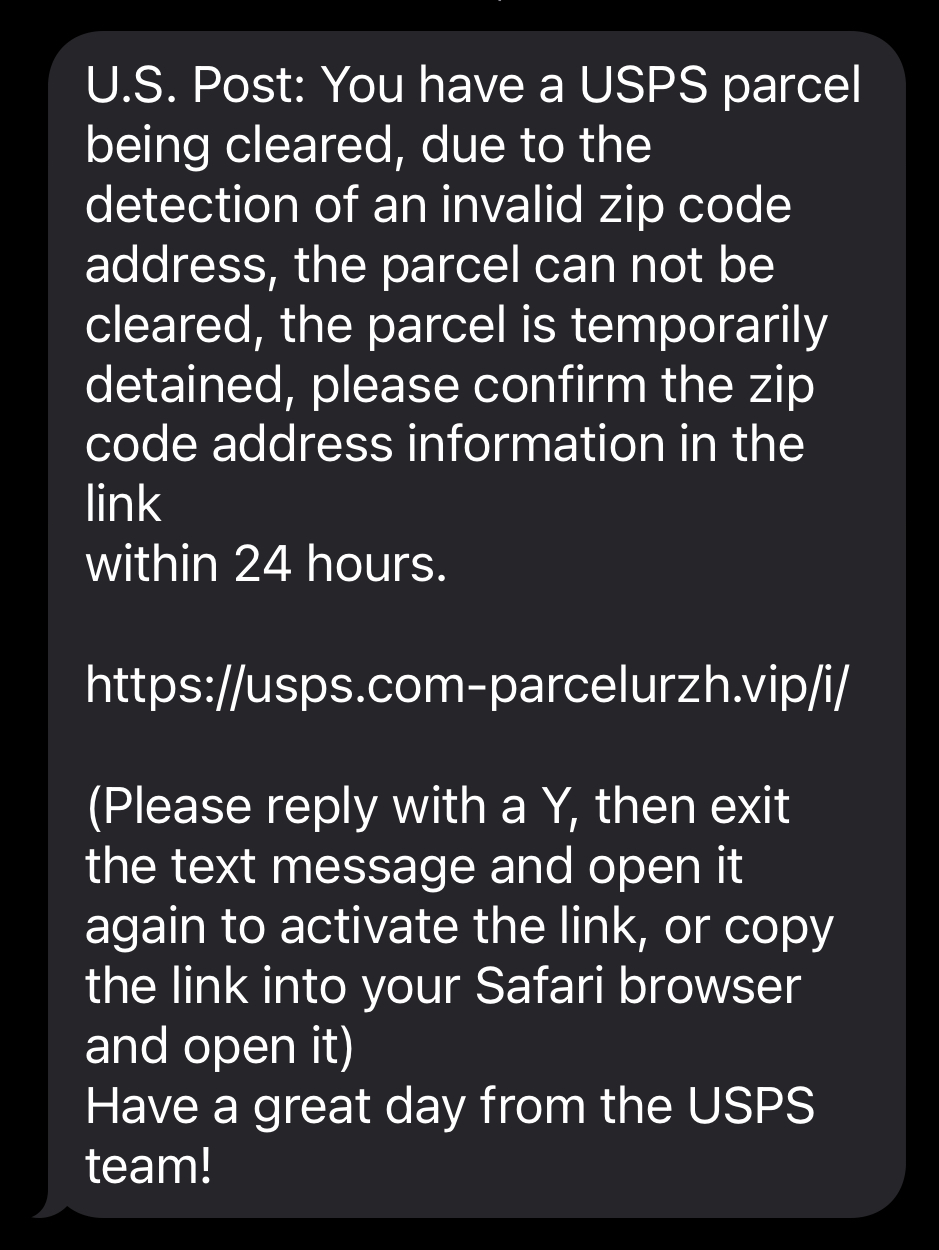 U.S. Post: You have a USPS parcel
being cleared, due to the
detection of an invalid zip code
address, the parcel can not be
cleared, the parcel is temporarily
detained, please confirm the zip
code address information in the
link
within 24 hours.
https://usps.com-parcelurzh.vip/i/
(Please reply with a Y, then exit
the text message and open it
again to activate the link, or copy
the link into your Safari browser
and open it)
Have a great day from the USPS
team!